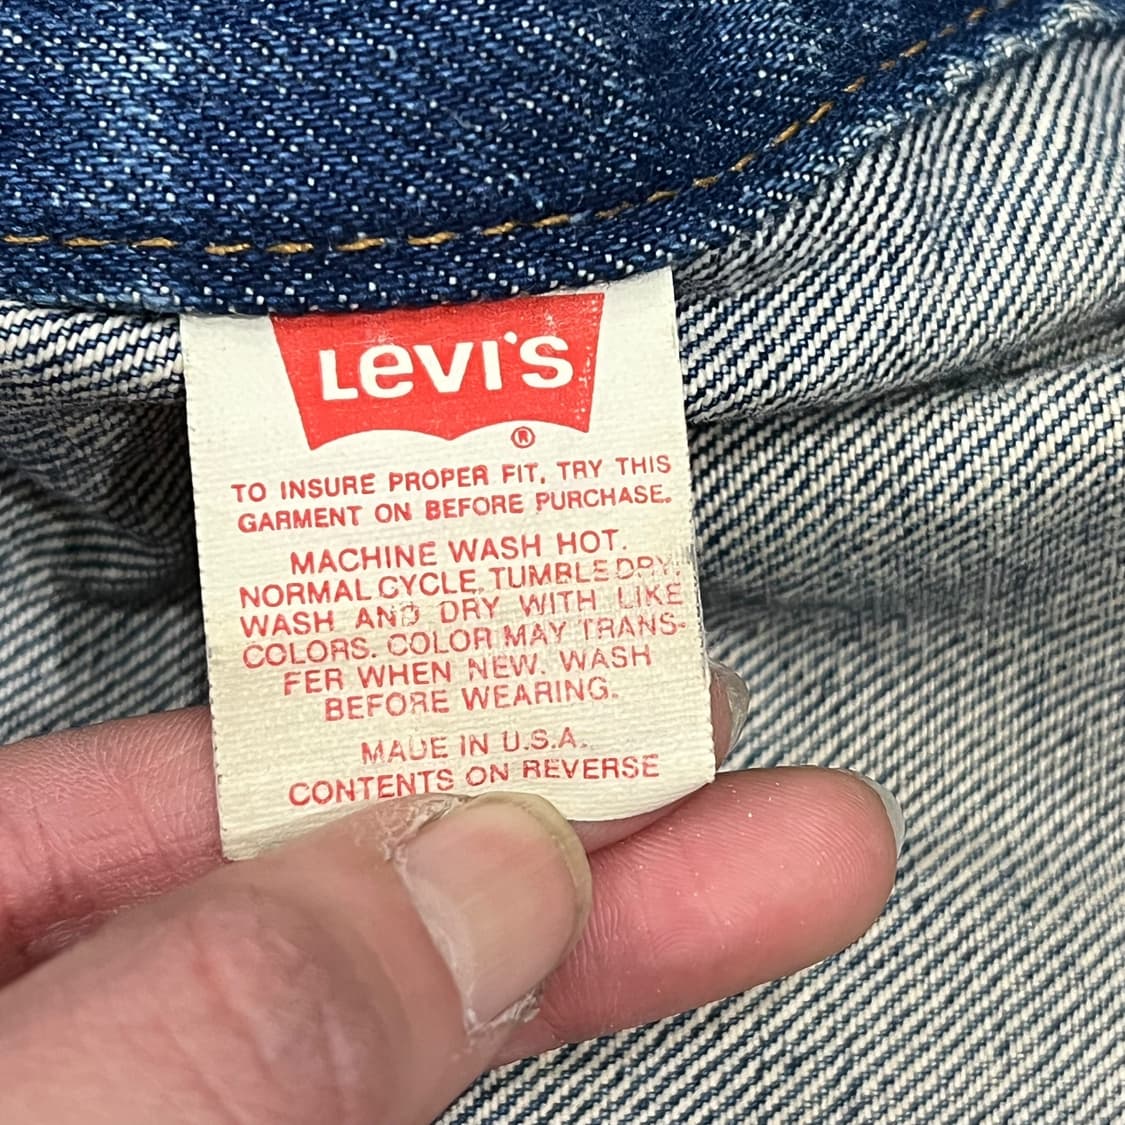 LEVI'S
®
TO INSURE PROPER FIT, TRY THIS
GARMENT ON BEFORE PURCHASE.
MACHINE WASH HOT.
NORMAL CYCLE, TUMBLE DRY.
WASH AND DRY WITH LIKE
COLORS. COLOR MAY TRANS-
FER WHEN NEW. WASH
BEFORE WEARING.
MADE IN U.S.A.
CONTENTS ON REVERSE